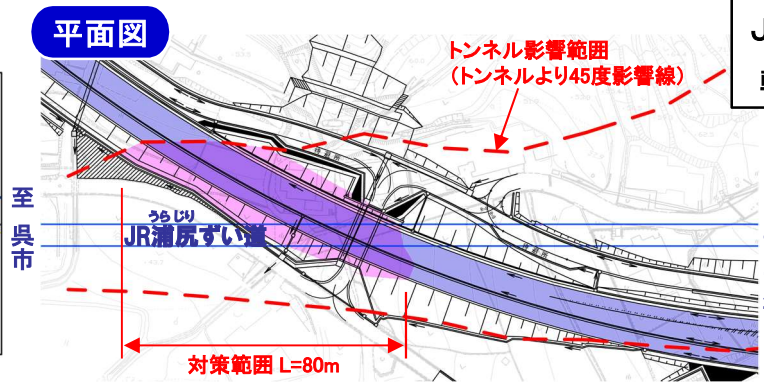 平面図
トンネル影響範囲
(トンネルより45度影響線)
J
至
呉
市
うらじり
JR浦尻ずい道
対策範囲 L=80m